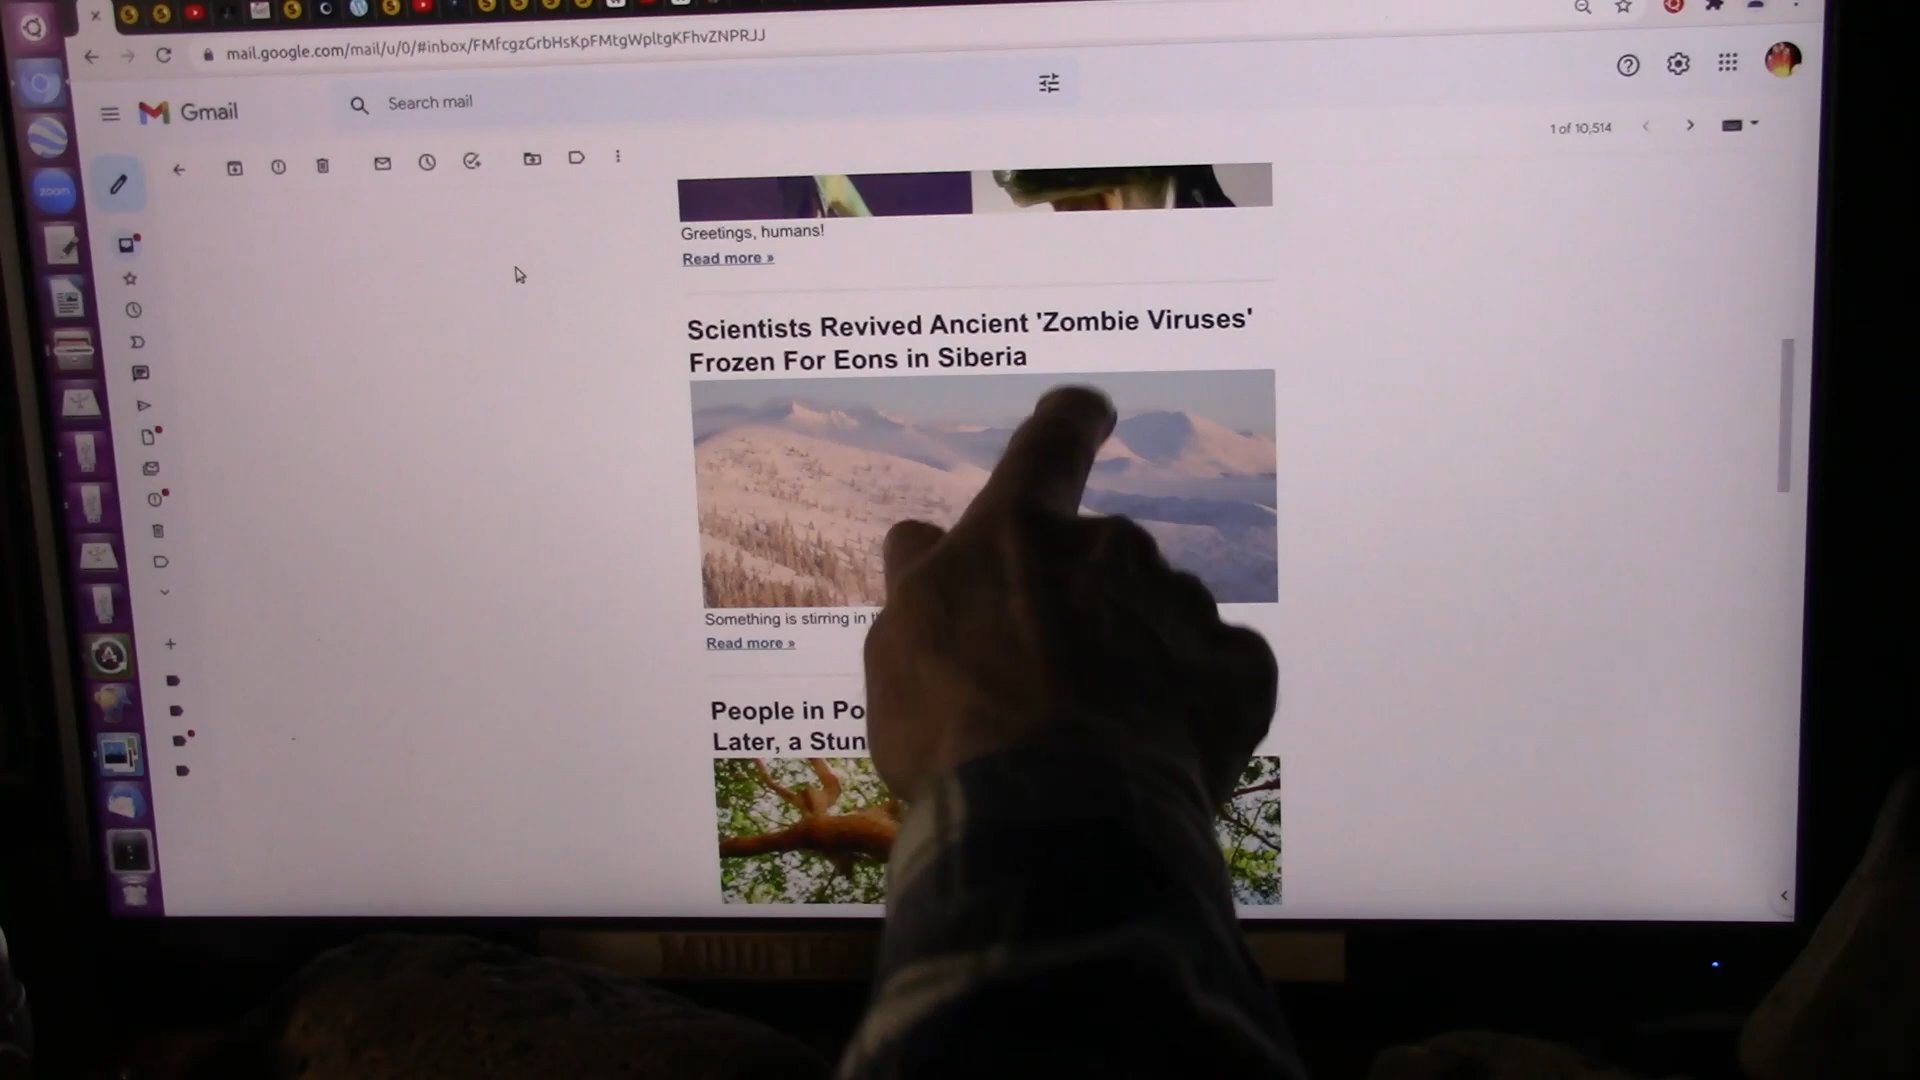 mail.google.com/mail/u/0/#inbox/FMfcgzGrbHsKpFMtgWpltgKFhvZNPRJJ
Gmail
Search mail
1 of 10,514
zoom
Greetings, humans!
Read more »
Scientists Revived Ancient 'Zombie Viruses'
Frozen For Eons in Siberia
Something is stirring in
Read more »
People in Po
Later, a Stun